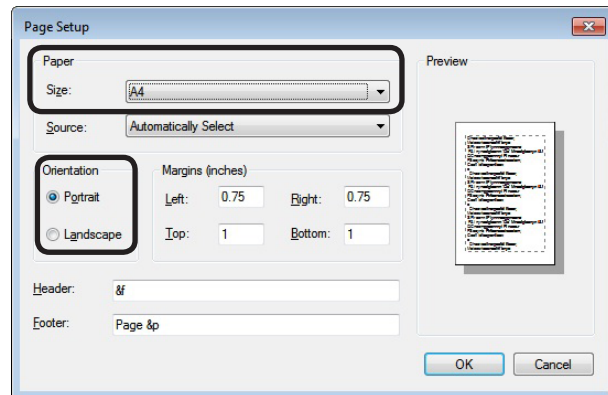 Page Setup
Paper
Size: A4
Source: Automatically Select
Orientation
Portrait
Landscape
Margins (inches)
Left: 0.75 Right: 0.75
Top: 1 Bottom: 1
Header: &f
Footer: Page &p
Preview
OK Cancel